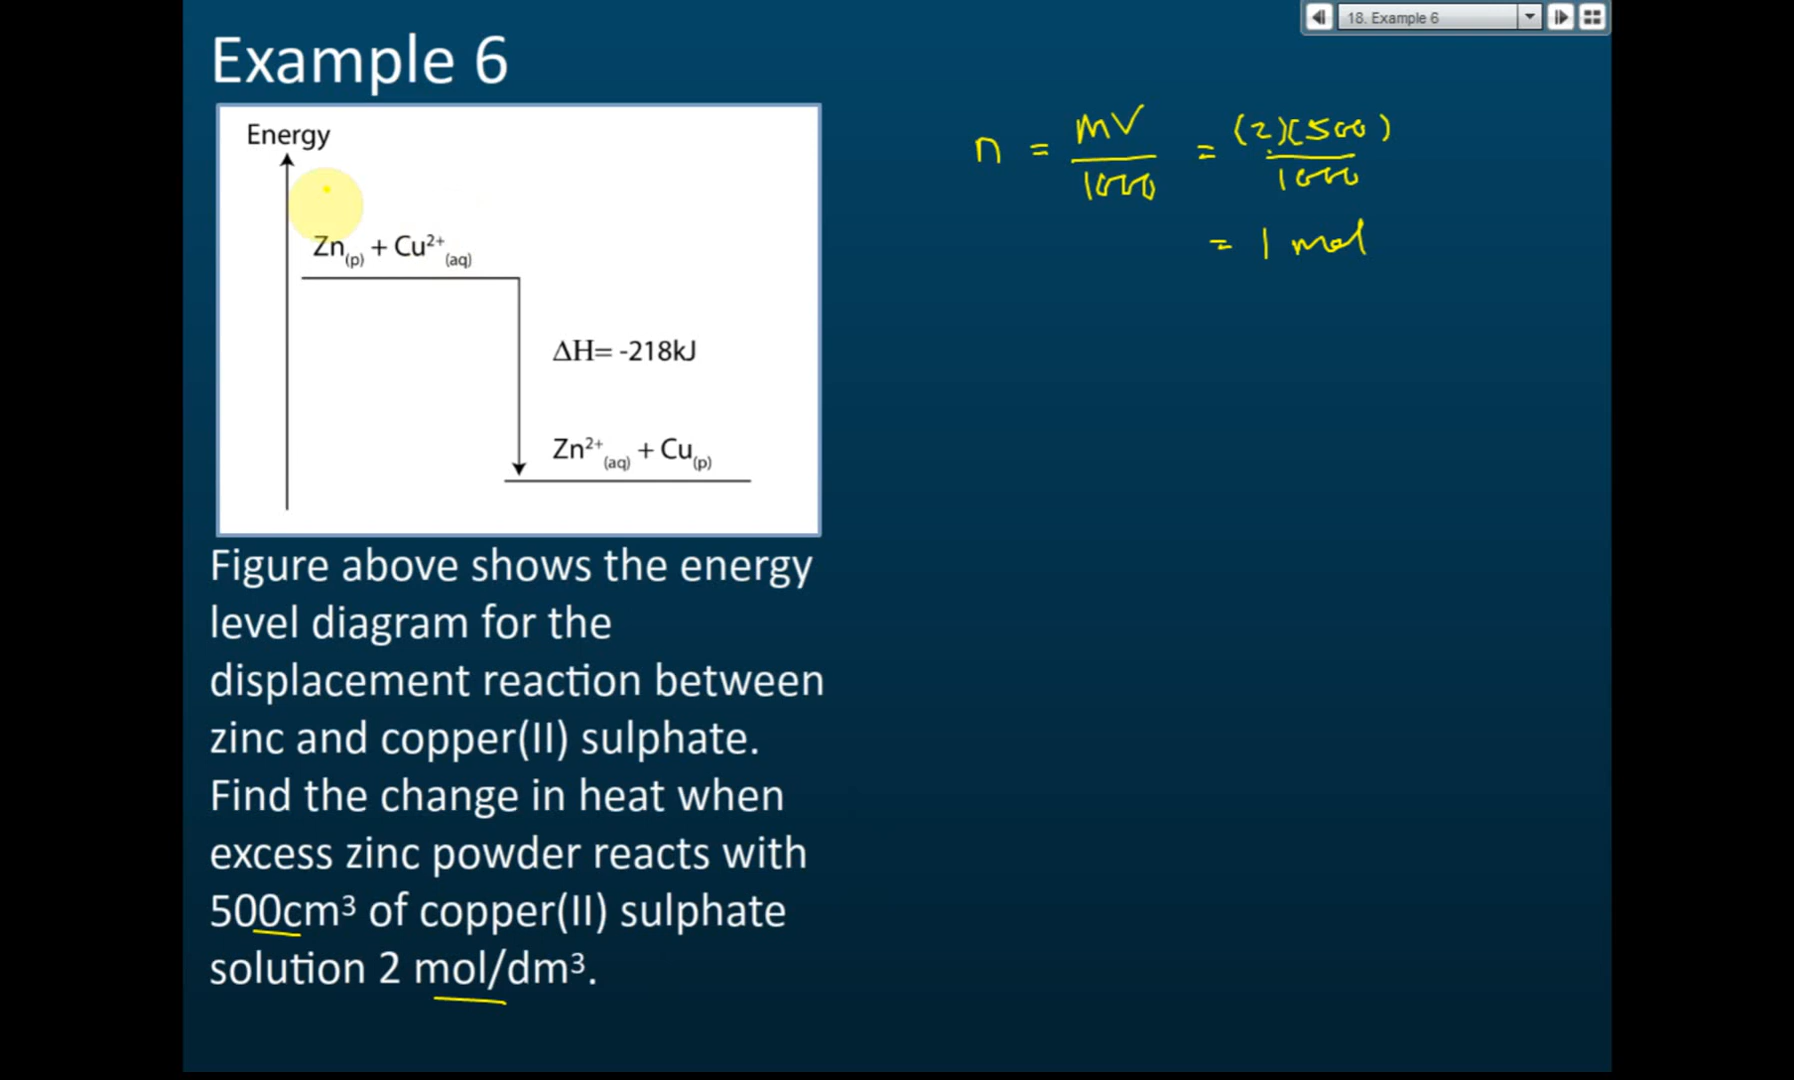 18. Example 6
Example 6
Energy
Zn(p) + Cu²⁺(aq)
ΔH= -218kJ
Zn²⁺(aq) + Cu(p)
Figure above shows the energy
level diagram for the
displacement reaction between
zinc and copper(II) sulphate.
Find the change in heat when
excess zinc powder reacts with
500cm³ of copper(II) sulphate
solution 2 mol/dm³.
n = MV/1000 = (2)(500)/1000
= 1 mol